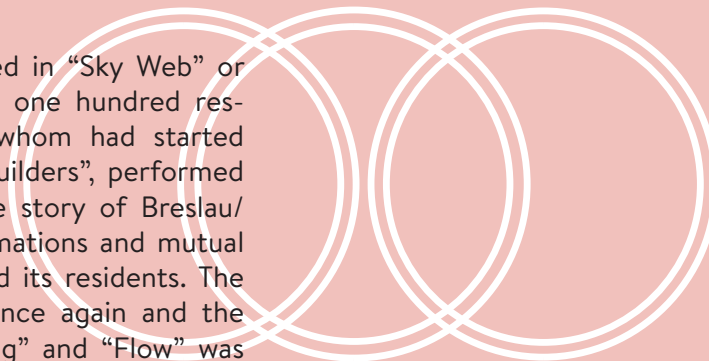 ed in “Sky Web” or
one hundred res-
whom had started
uilders”, performed
e story of Breslau/
mations and mutual
d its residents. The
nce again and the
g” and “Flow” was